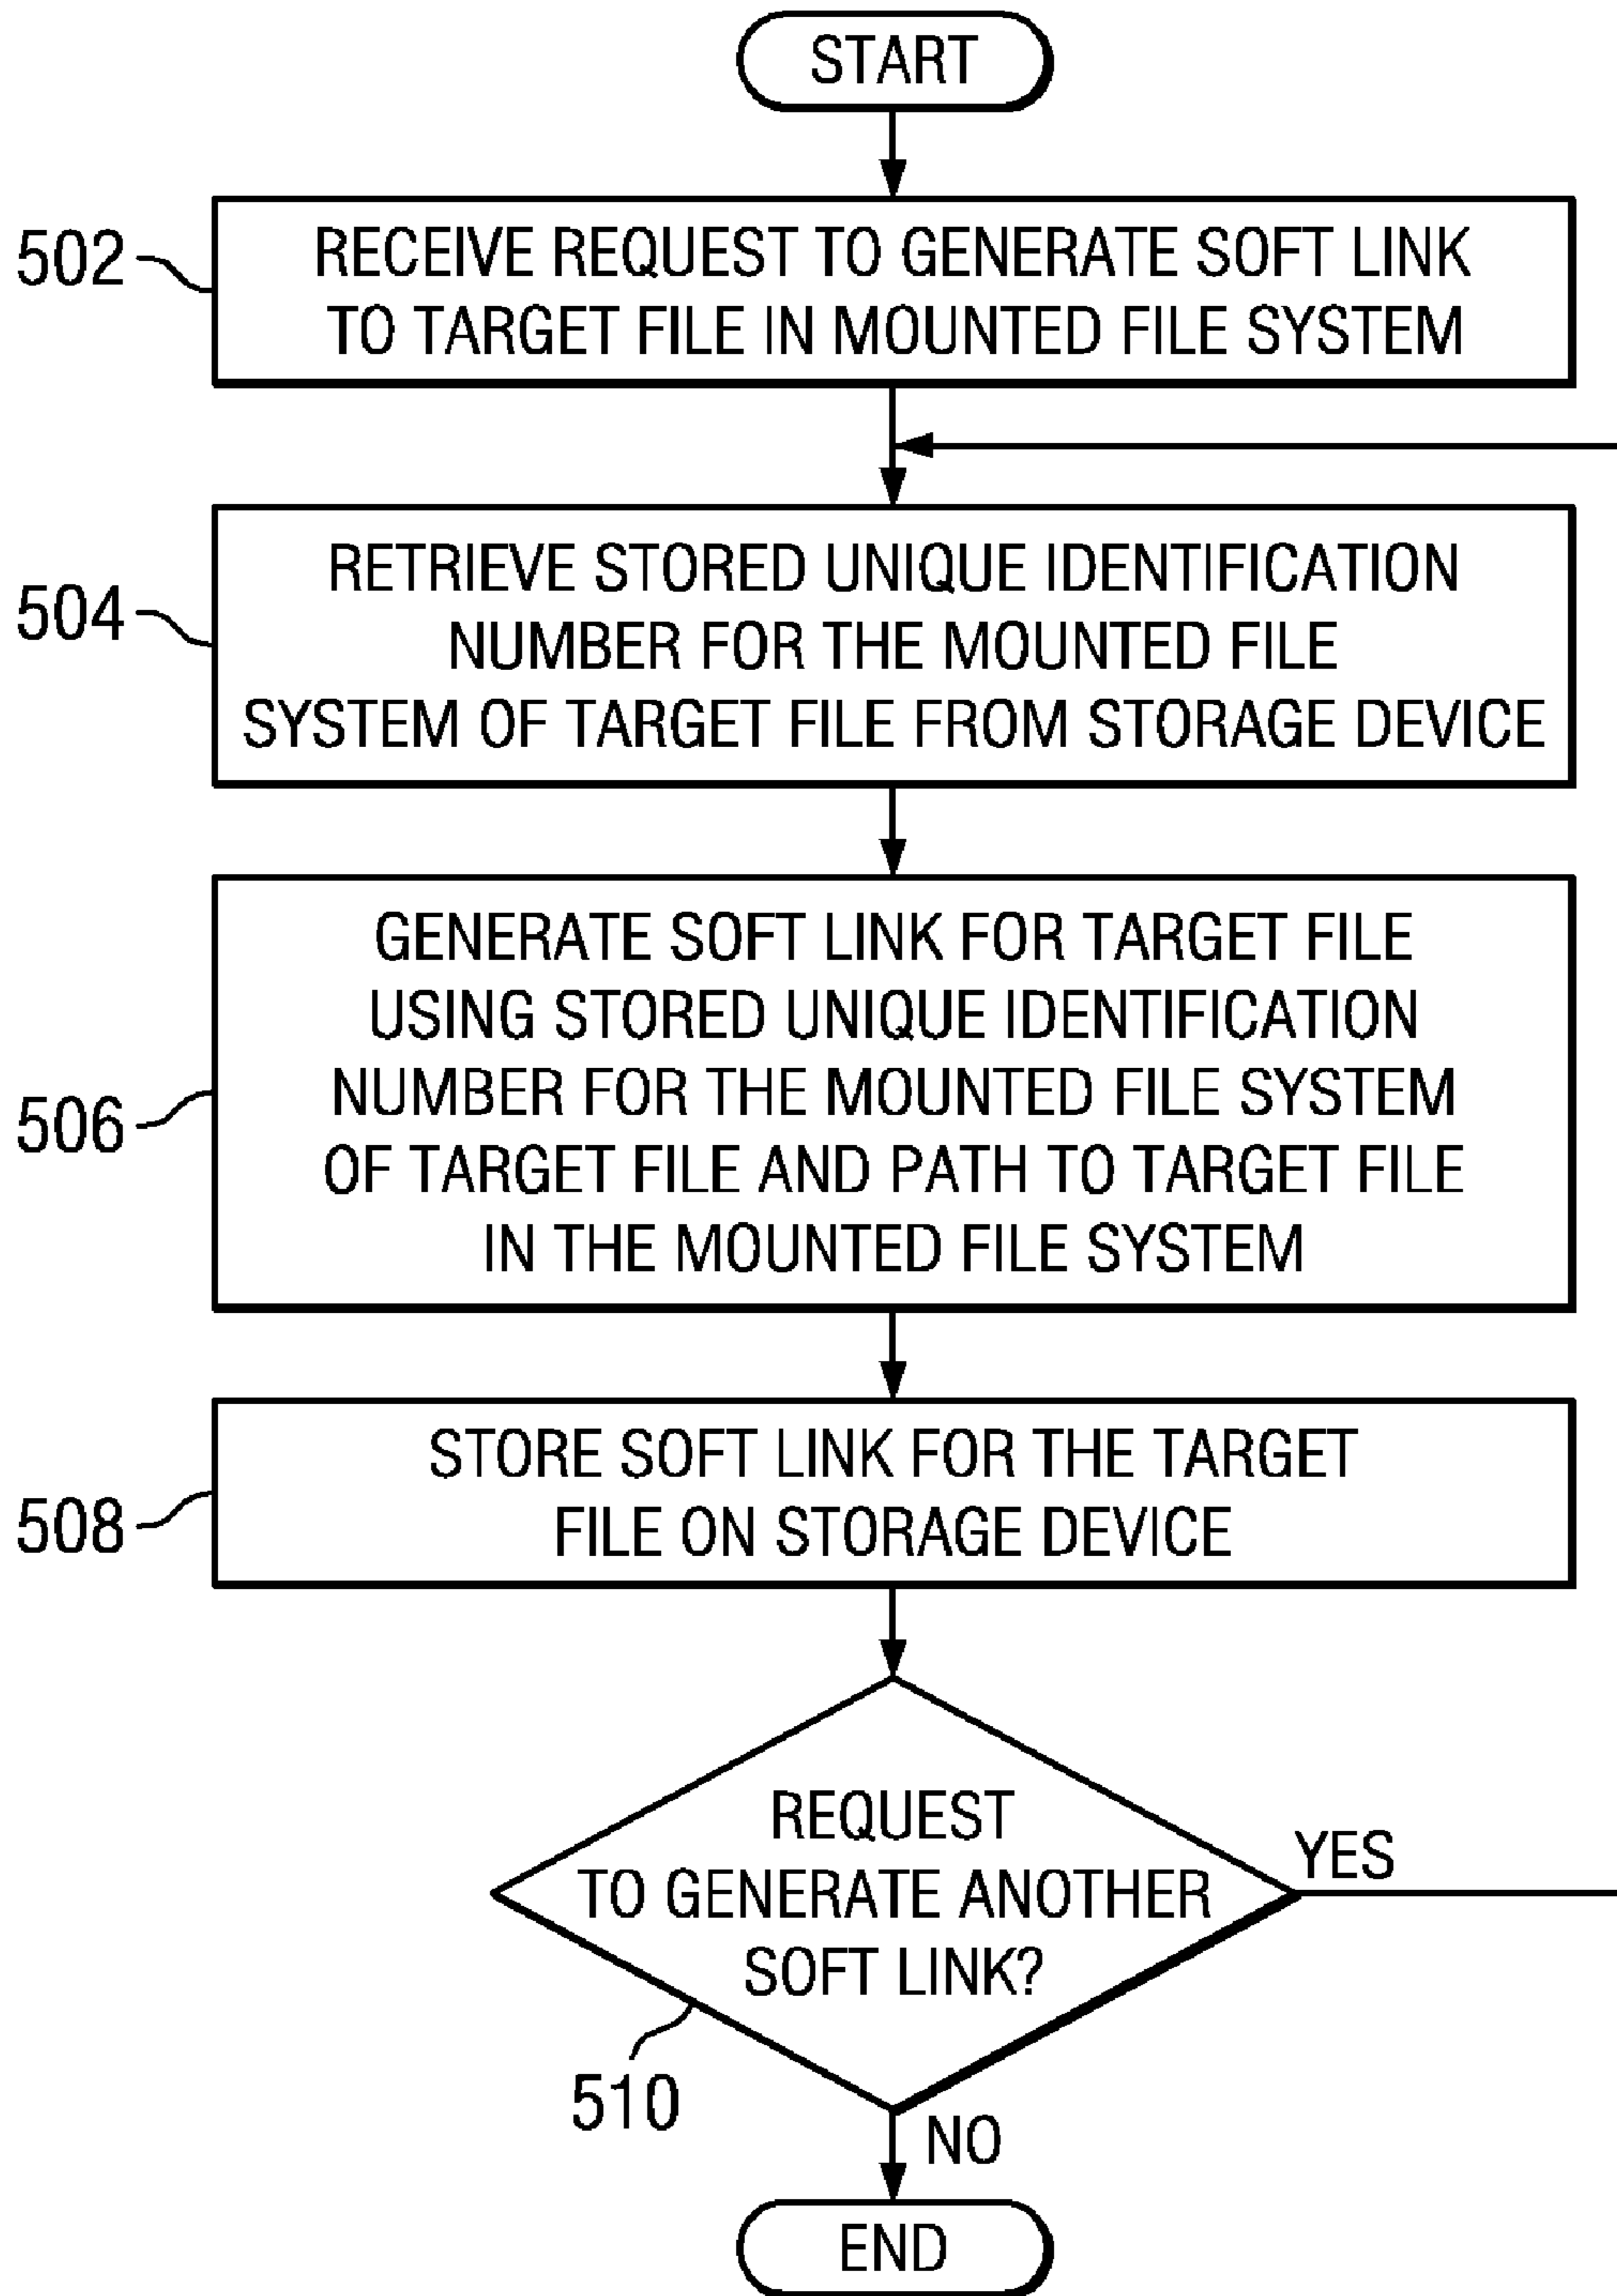 START
502
RECEIVE REQUEST TO GENERATE SOFT LINK
TO TARGET FILE IN MOUNTED FILE SYSTEM
504
RETRIEVE STORED UNIQUE IDENTIFICATION
NUMBER FOR THE MOUNTED FILE
SYSTEM OF TARGET FILE FROM STORAGE DEVICE
506
GENERATE SOFT LINK FOR TARGET FILE
USING STORED UNIQUE IDENTIFICATION
NUMBER FOR THE MOUNTED FILE SYSTEM
OF TARGET FILE AND PATH TO TARGET FILE
IN THE MOUNTED FILE SYSTEM
508
STORE SOFT LINK FOR THE TARGET
FILE ON STORAGE DEVICE
REQUEST
TO GENERATE ANOTHER
SOFT LINK?
YES
510
NO
END